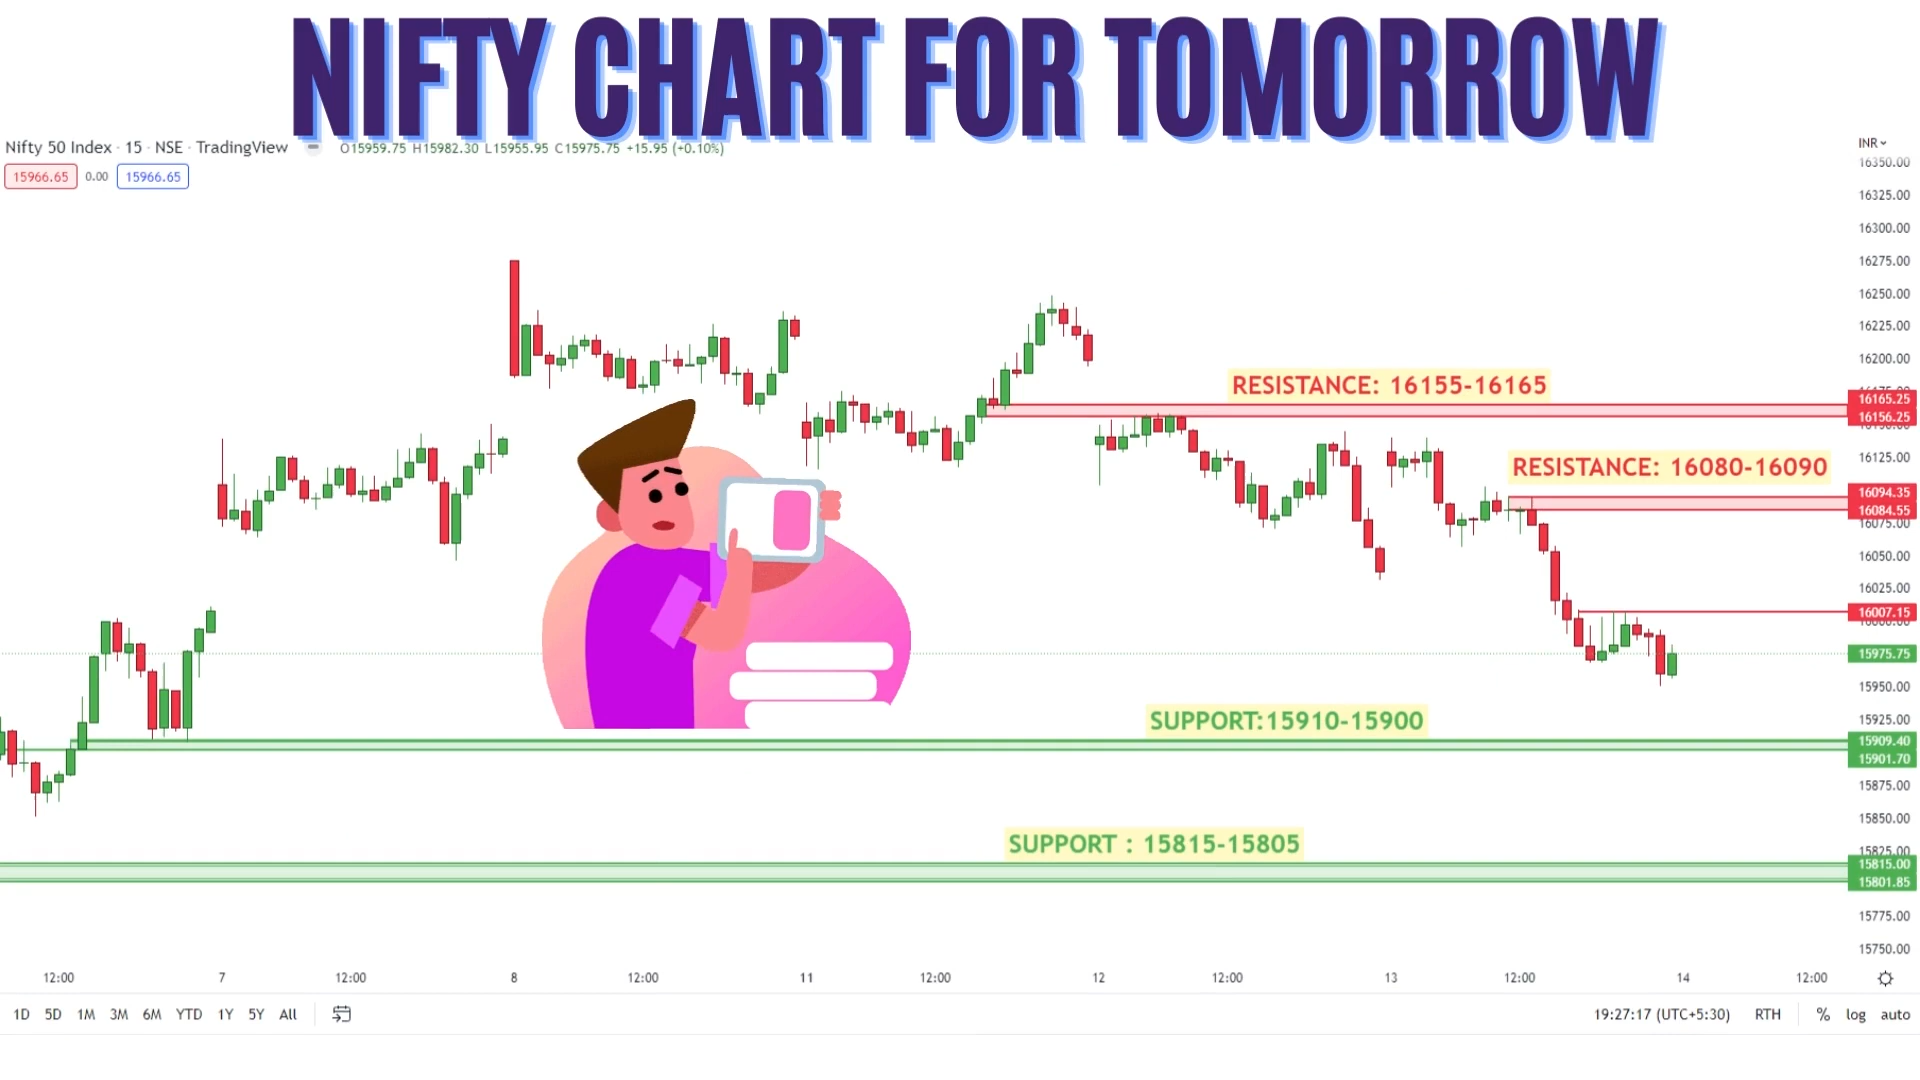 NIFTY CHART FOR TOMORROW
Nifty 50 Index · 15 · NSE · TradingView O15959.75 H15982.30 L15955.95 C15975.75 +15.95 (+0.10%)
INR
15966.65 0.00 15966.65
16350.00
16325.00
16300.00
16275.00
16250.00
16225.00
16200.00
RESISTANCE: 16155-16165
16165.25
16156.25
16125.00
RESISTANCE: 16080-16090
16094.35
16084.55
16075.00
16050.00
16025.00
16007.15
15975.75
15950.00
SUPPORT:15910-15900
15925.00
15909.40
15901.70
15875.00
15850.00
SUPPORT : 15815-15805
15825.00
15815.00
15801.85
15775.00
15750.00
12:00 7 12:00 8 12:00 11 12:00 12 12:00 13 12:00 14 12:00
1D 5D 1M 3M 6M YTD 1Y 5Y All 19:27:17 (UTC+5:30) RTH % log auto